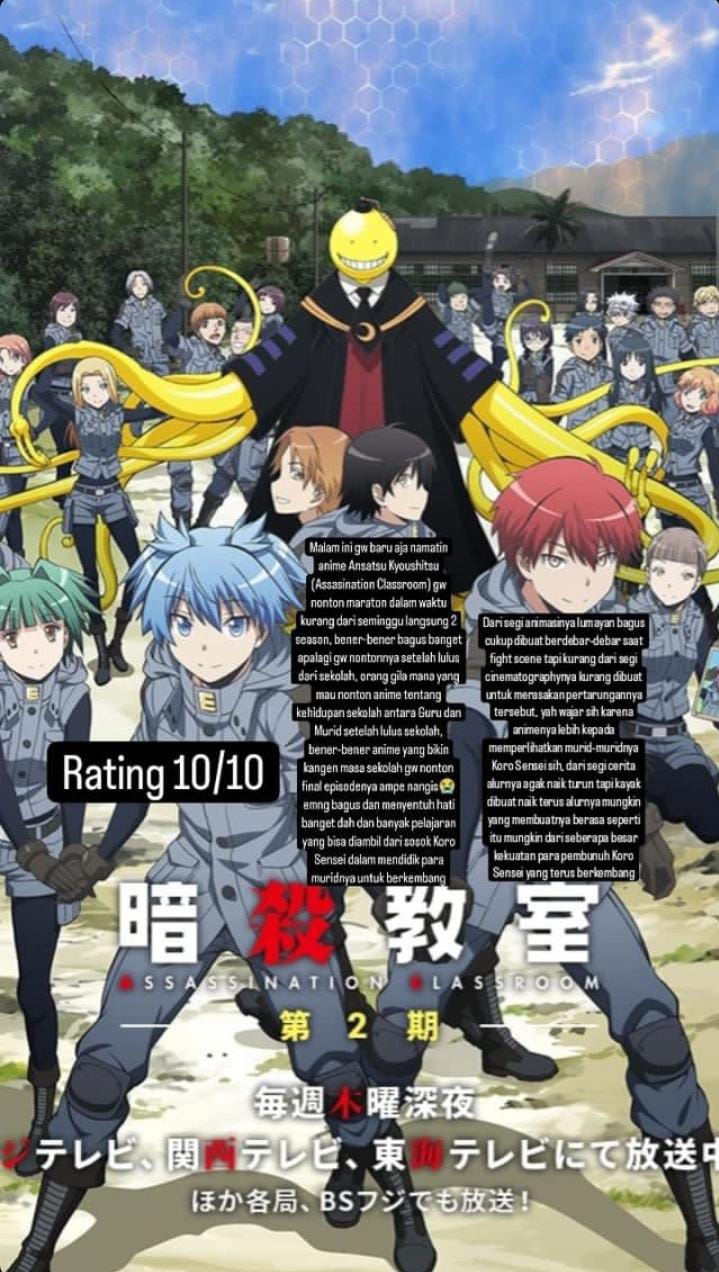 Malam ini gw baru aja namatin
anime Ansatsu Kyoushitsu
(Assasination Classroom) gw
nonton maraton dalam waktu
kurang dari seminggu langsung 2
season, bener-bener bagus banget
apalagi gw nontonnya setelah lulus
dari sekolah, orang gila mana yang
mau nonton anime tentang
kehidupan sekolah antara Guru dan
Murid setelah lulus sekolah,
bener-bener anime yang bikin
kangen masa sekolah gw nonton
final episodenya ampe nangis😭
emng bagus dan menyentuh hati
banget dah dan banyak pelajaran
yang bisa diambil dari sosok Koro
Sensei dalam mendidik para
muridnya untuk berkembang
Dari segi animasinya lumayan bagus
cukup dibuat berdebar-debar saat
fight scene tapi kurang dari segi
cinematographynya kurang dibuat
untuk merasakan pertarungannya
tersebut, yah wajar sih karena
animenya lebih kepada
memperlihatkan murid-muridnya
Koro Sensei sih, dari segi cerita
alurnya agak naik turun tapi kayak
dibuat naik terus alurnya mungkin
yang membuatnya berasa seperti
itu mungkin dari seberapa besar
kekuatan para pembunuh Koro
Sensei yang terus berkembang
Rating 10/10
E
E
暗殺教室
ASSASSINATION CLASSROOM
第2期
毎週木曜深夜
ジテレビ、関西テレビ、東海テレビにて放送中
ほか各局、BSフジでも放送!